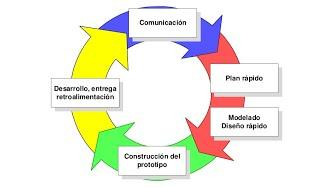 Comunicación
Plan rápido
Modelado
Diseño rápido
Construcción del
prototipo
Desarrollo, entrega
retroalimentación